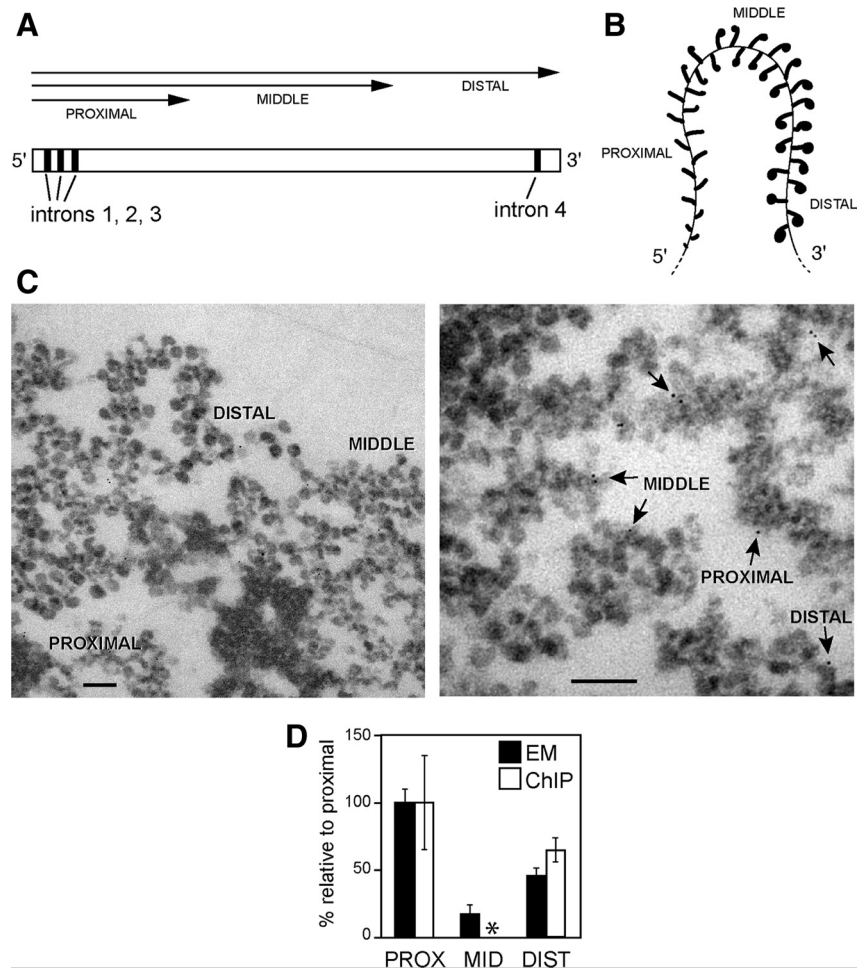 A
PROXIMAL
MIDDLE
DISTAL
5'
3'
introns 1, 2, 3
intron 4
B
MIDDLE
PROXIMAL
DISTAL
5'
3'
C
DISTAL
MIDDLE
PROXIMAL
MIDDLE
PROXIMAL
DISTAL
D
% relative to proximal
150
100
50
0
EM
ChIP
*
PROX MID DIST